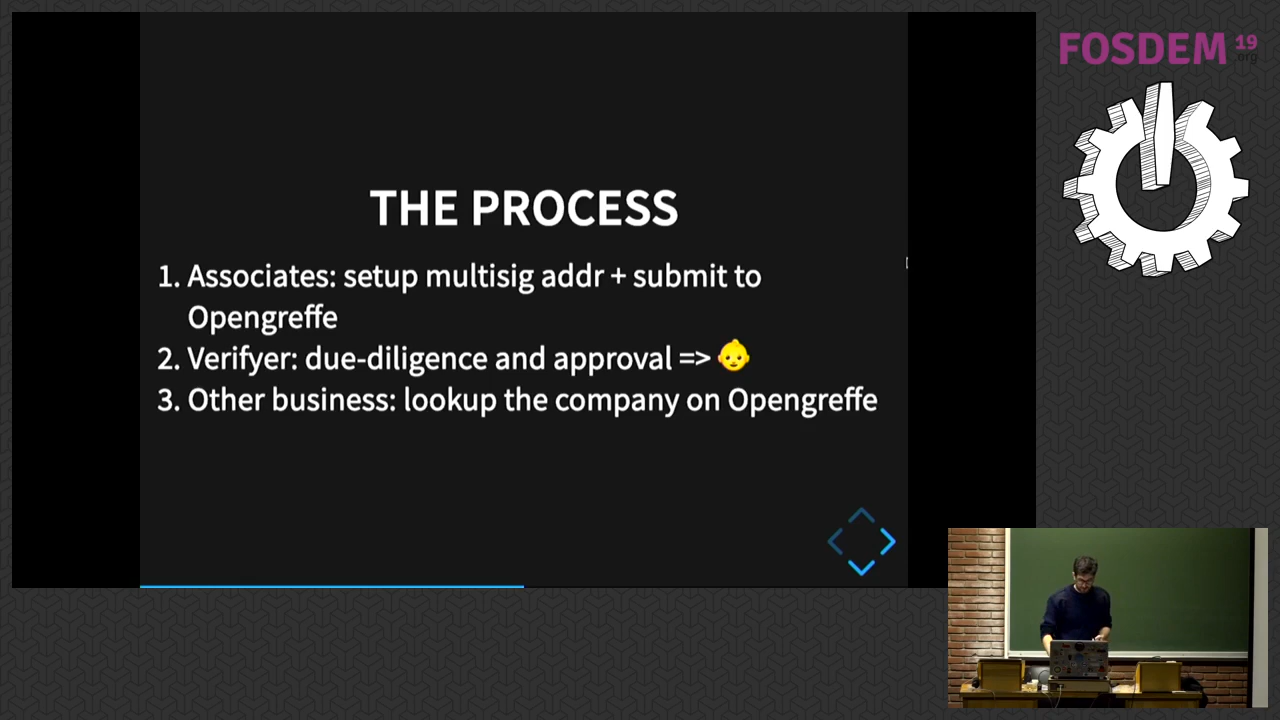 FOSDEM 19
.org
THE PROCESS
1. Associates: setup multisig addr + submit to
Opengreffe
2. Verifyer: due-diligence and approval => 👶
3. Other business: lookup the company on Opengreffe